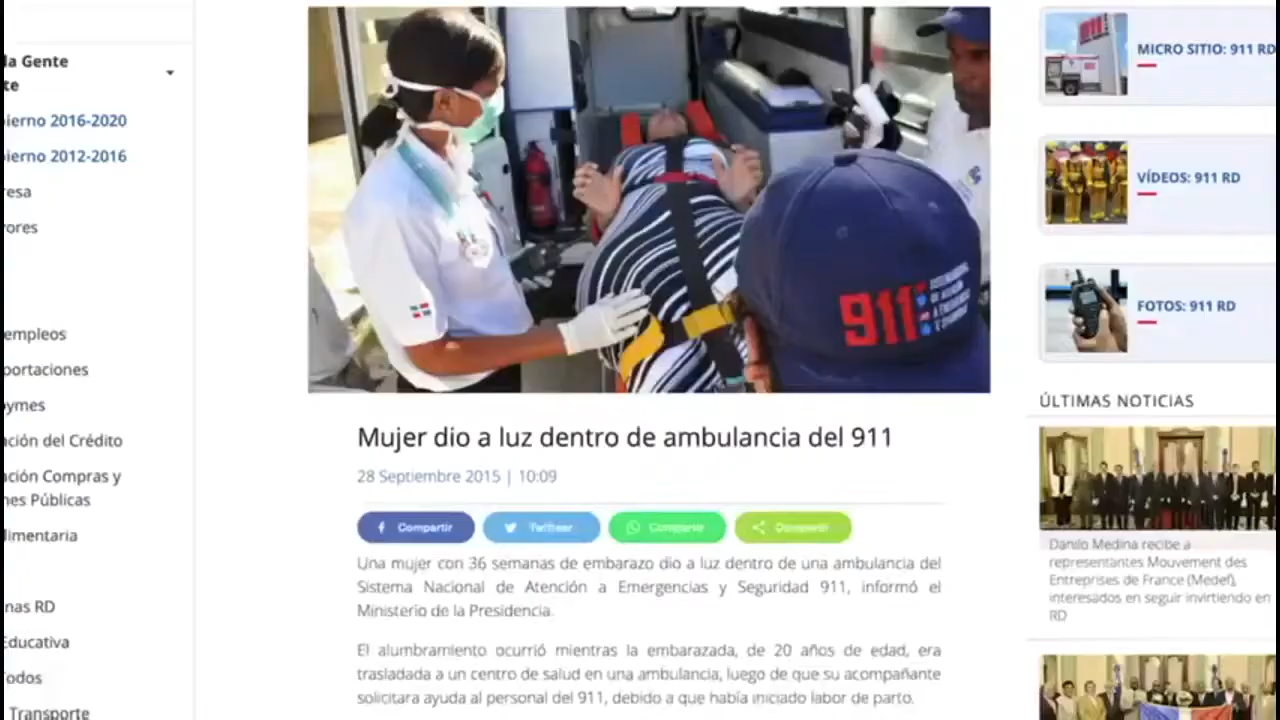 la Gente
te
bierno 2016-2020
bierno 2012-2016
resa
yores
empleos
portaciones
pymes
ación del Crédito
ación Compras y
nes Públicas
limentaria
nas RD
Educativa
Todos
Transporte
911
Mujer dio a luz dentro de ambulancia del 911
28 Septiembre 2015 | 10:09
Compartir
Twittear
Compartir
Compartir
Una mujer con 36 semanas de embarazo dio a luz dentro de una ambulancia del
Sistema Nacional de Atención a Emergencias y Seguridad 911, informó el
Ministerio de la Presidencia.
El alumbramiento ocurrió mientras la embarazada, de 20 años de edad, era
trasladada a un centro de salud en una ambulancia, luego de que su acompañante
solicitara ayuda al personal del 911, debido a que había iniciado labor de parto.
911
MICRO SITIO: 911 RD
VÍDEOS: 911 RD
FOTOS: 911 RD
ÚLTIMAS NOTICIAS
Danilo Medina recibe a
representantes Mouvement des
Entreprises de France (Medef),
interesados en seguir invirtiendo en
RD